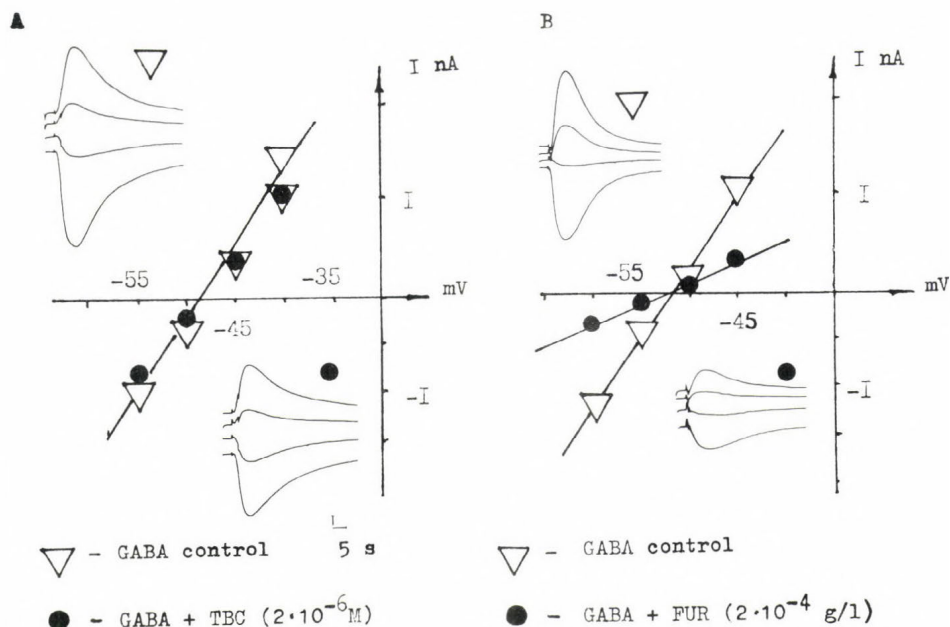 A
B
I nA
I nA
I
I
-55
-35
mV
-55
mV
-45
-45
-I
-I
5 s
▽ - GABA control
▽ - GABA control
● - GABA + TBC (2·10⁻⁶M)
● - GABA + FUR (2·10⁻⁴ g/l)